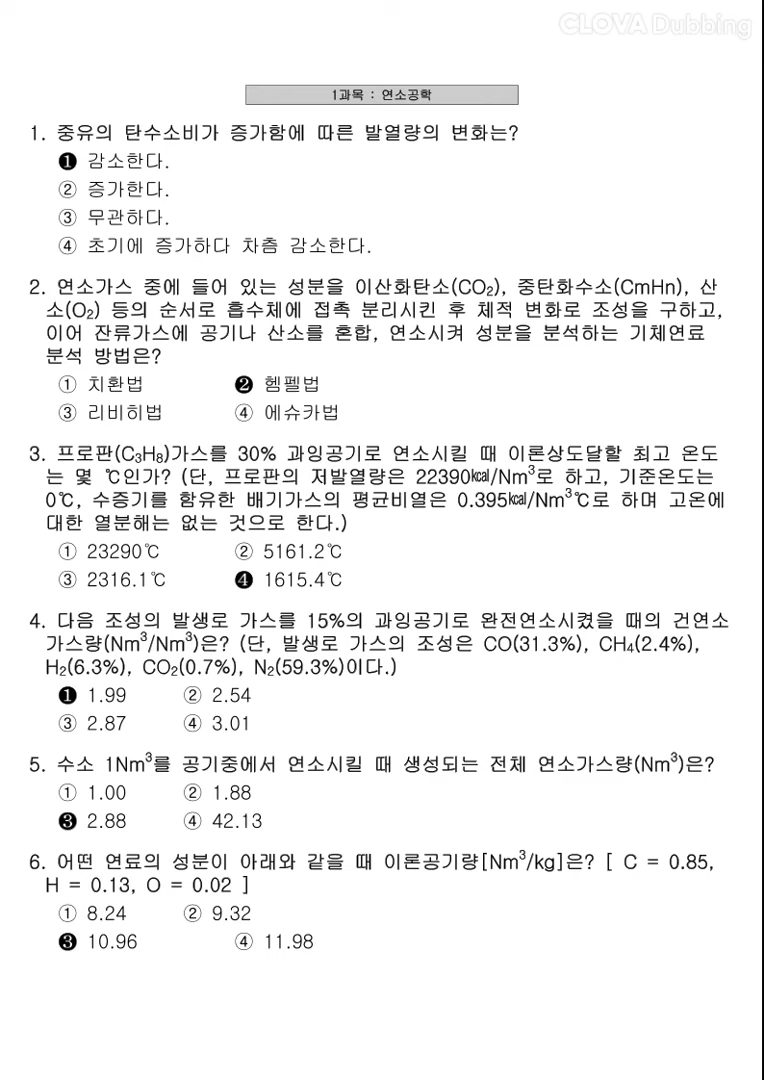 CLOVA Dubbing
1과목 : 연소공학
1. 중유의 탄수소비가 증가함에 따른 발열량의 변화는?
❶ 감소한다.
② 증가한다.
③ 무관하다.
④ 초기에 증가하다 차츰 감소한다.
2. 연소가스 중에 들어 있는 성분을 이산화탄소(CO₂), 중탄화수소(CmHn), 산
소(O₂) 등의 순서로 흡수체에 접촉 분리시킨 후 체적 변화로 조성을 구하고,
이어 잔류가스에 공기나 산소를 혼합, 연소시켜 성분을 분석하는 기체연료
분석 방법은?
① 치환법 ❷ 헴펠법
③ 리비히법 ④ 에슈카법
3. 프로판(C₃H₈)가스를 30% 과잉공기로 연소시킬 때 이론상도달할 최고 온도
는 몇 ℃인가? (단, 프로판의 저발열량은 22390㎉/Nm³로 하고, 기준온도는
0℃, 수증기를 함유한 배기가스의 평균비열은 0.395㎉/Nm³℃로 하며 고온에
대한 열분해는 없는 것으로 한다.)
① 23290℃ ② 5161.2℃
③ 2316.1℃ ❹ 1615.4℃
4. 다음 조성의 발생로 가스를 15%의 과잉공기로 완전연소시켰을 때의 건연소
가스량(Nm³/Nm³)은? (단, 발생로 가스의 조성은 CO(31.3%), CH₄(2.4%),
H₂(6.3%), CO₂(0.7%), N₂(59.3%)이다.)
❶ 1.99 ② 2.54
③ 2.87 ④ 3.01
5. 수소 1Nm³를 공기중에서 연소시킬 때 생성되는 전체 연소가스량(Nm³)은?
① 1.00 ② 1.88
❸ 2.88 ④ 42.13
6. 어떤 연료의 성분이 아래와 같을 때 이론공기량[Nm³/kg]은? [ C = 0.85,
H = 0.13, O = 0.02 ]
① 8.24 ② 9.32
❸ 10.96 ④ 11.98